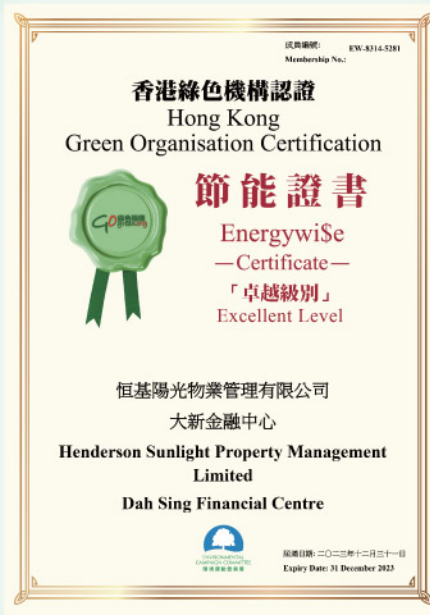 成員編號: EW-8314-5281
Membership No.:
香港綠色機構認證
Hong Kong
Green Organisation Certification
節能證書
Energywi$e
—Certificate—
「卓越級別」
Excellent Level
恒基陽光物業管理有限公司
大新金融中心
Henderson Sunlight Property Management
Limited
Dah Sing Financial Centre
ENVIRONMENTAL
CAMPAIGN COMMITTEE
環境運動委員會
屆滿日期: 二〇二三年十二月三十一日
Expiry Date: 31 December 2023